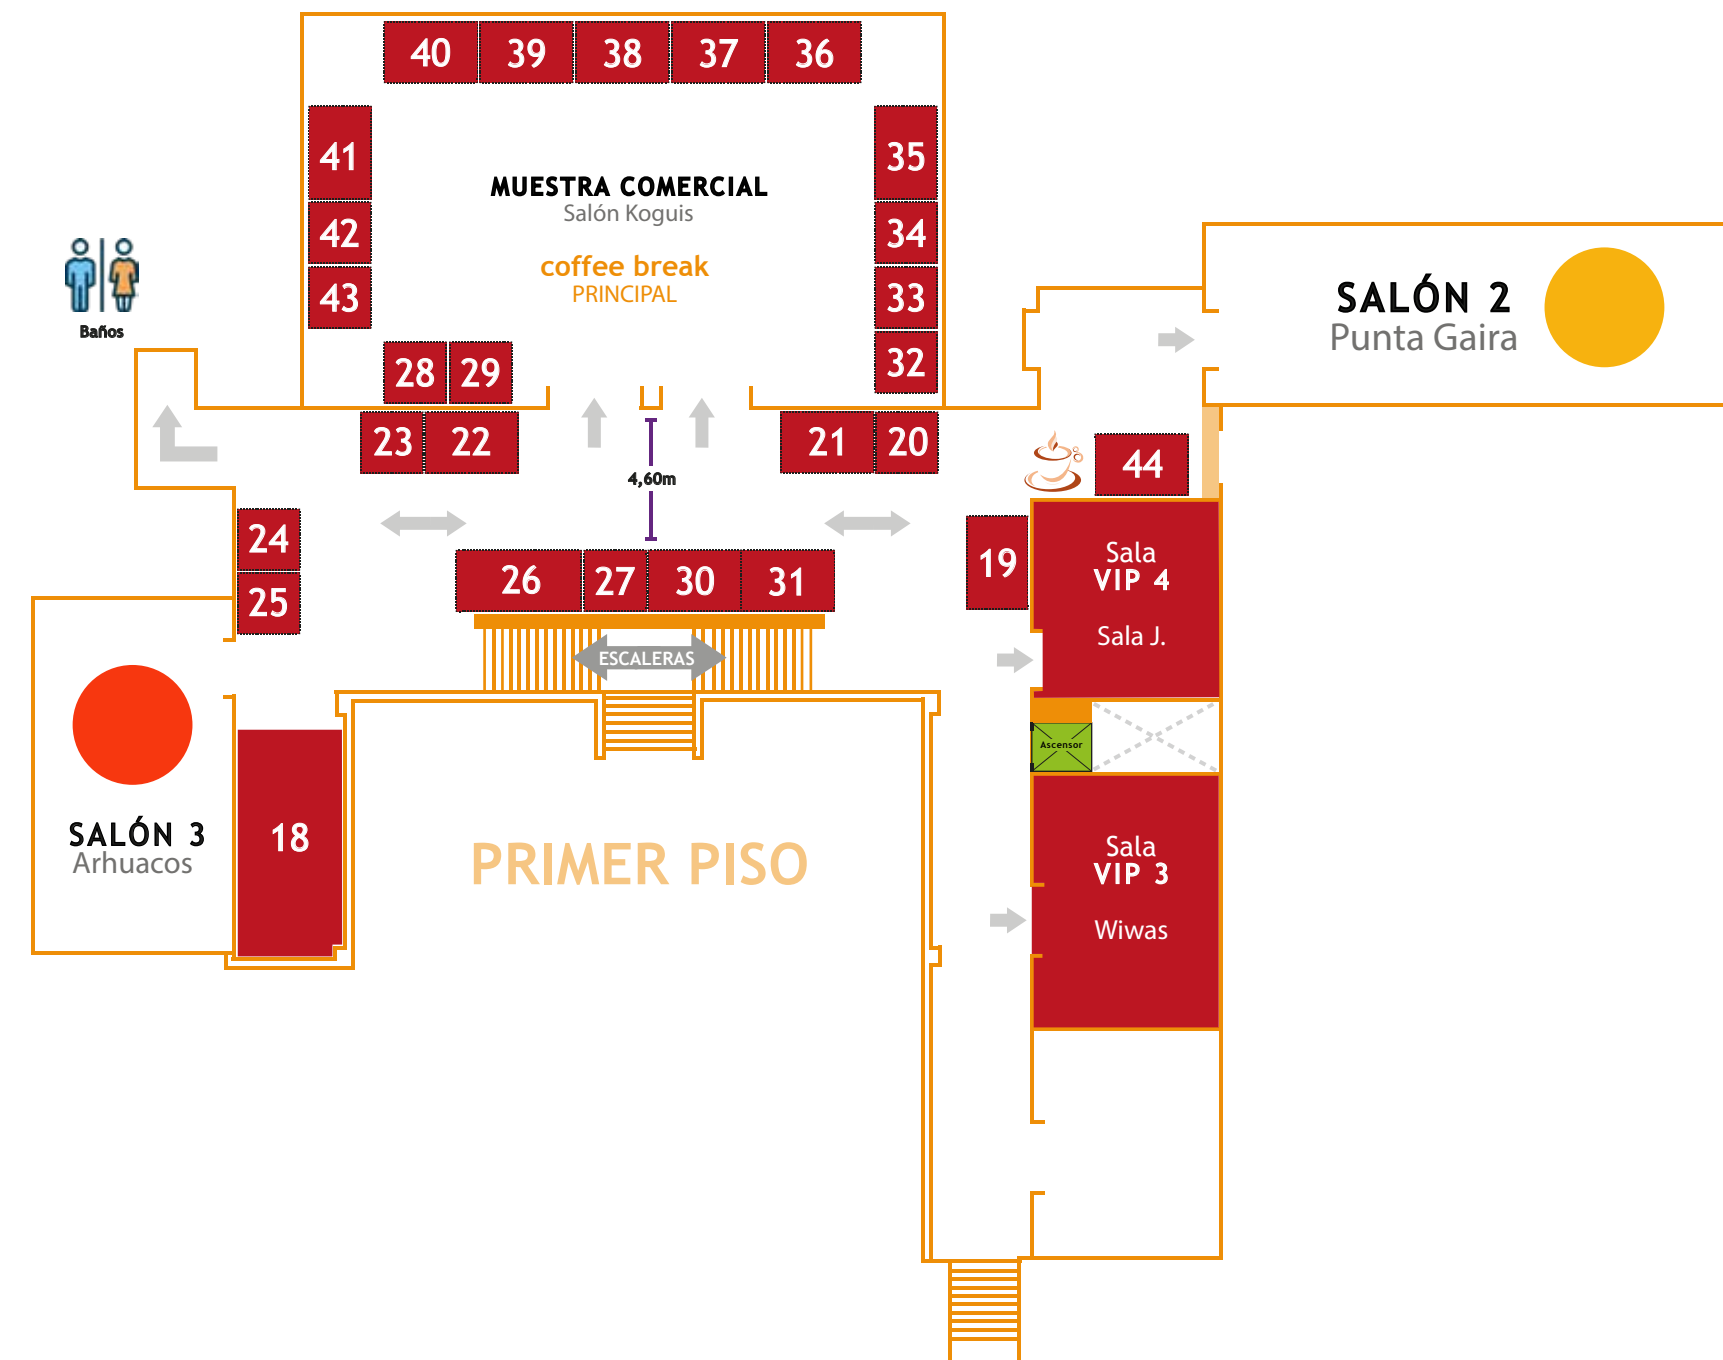 40 39 38 37 36
41
35
MUESTRA COMERCIAL
Salón Koguis
42
34
coffee break
PRINCIPAL
43
33
SALÓN 2
Punta Gaira
Baños
28 29
32
23 22
21 20
44
4,60m
24
19
Sala
VIP 4
Sala J.
26 27 30 31
25
ESCALERAS
Ascensor
SALÓN 3
Arhuacos
18
PRIMER PISO
Sala
VIP 3
Wiwas